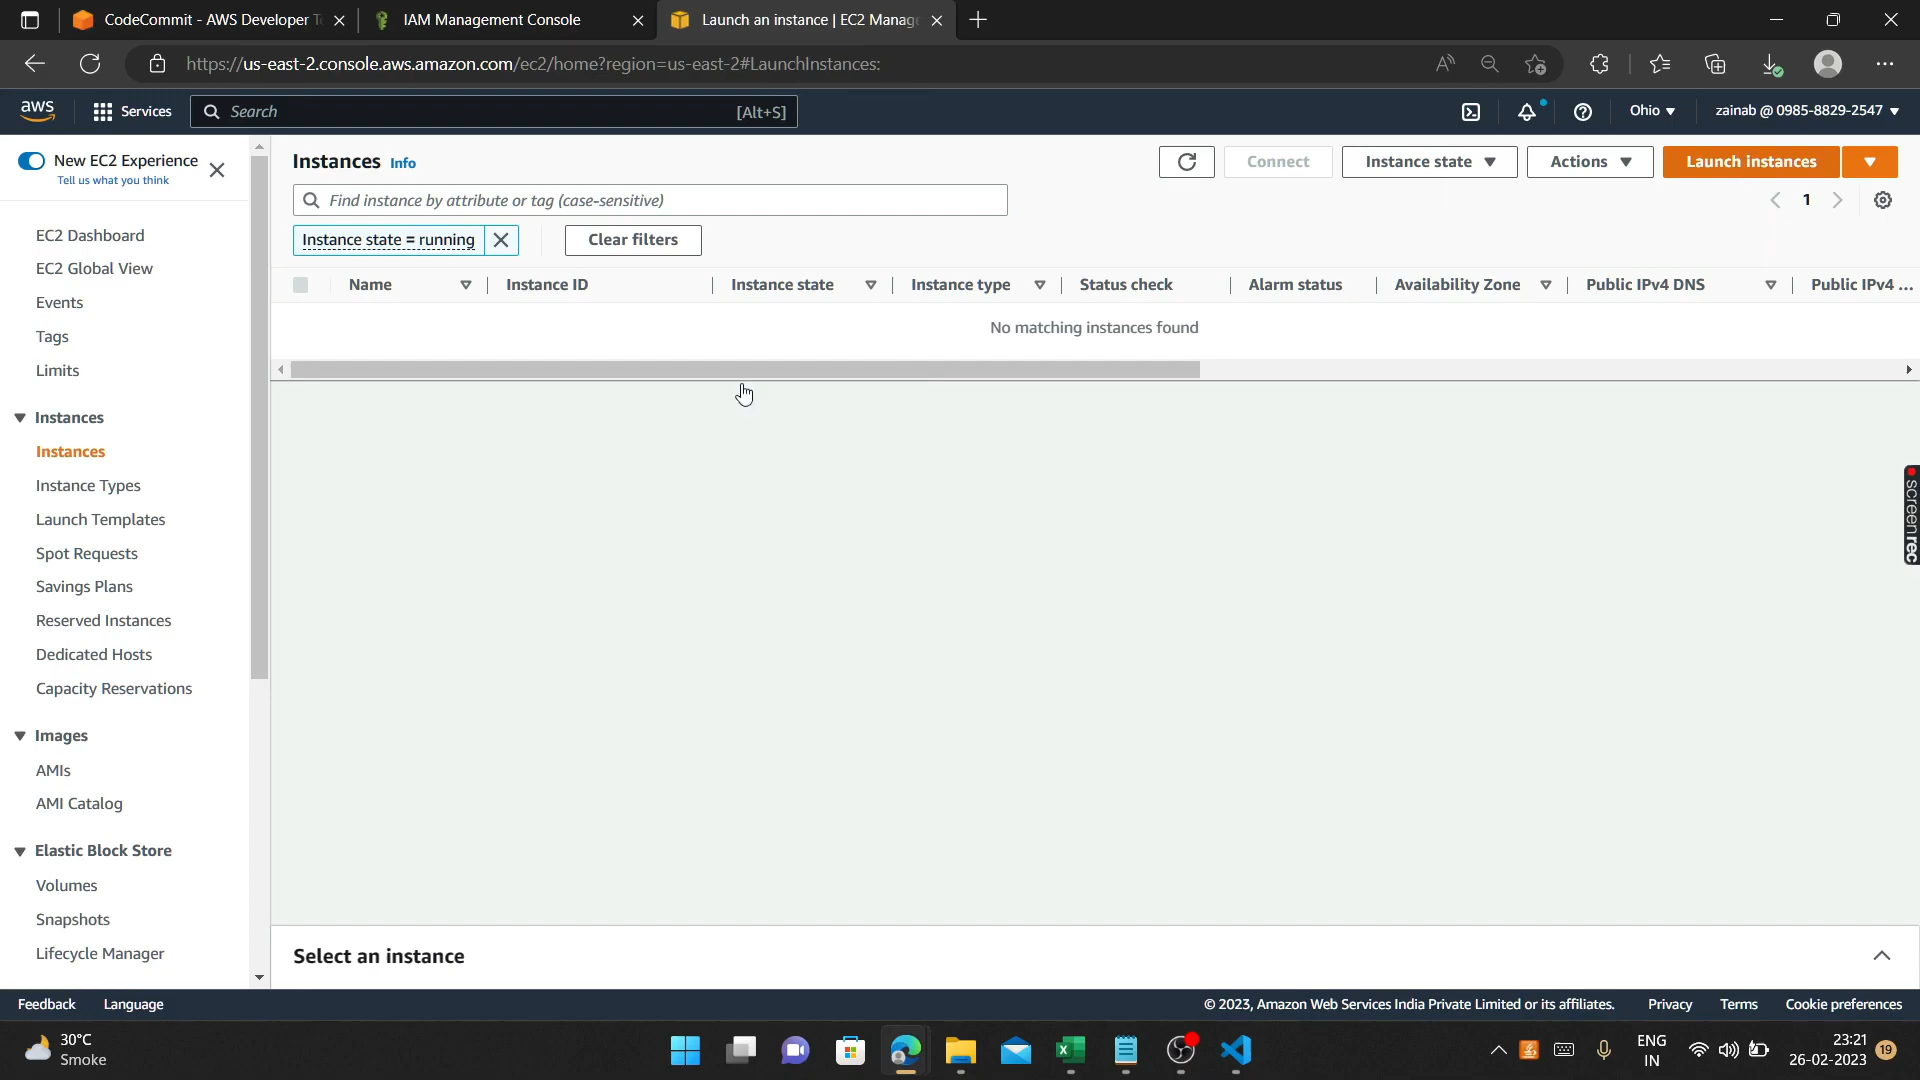 CodeCommit - AWS Developer T
IAM Management Console
Launch an instance | EC2 Manag
https://us-east-2.console.aws.amazon.com/ec2/home?region=us-east-2#LaunchInstances:
aws
Services
Search
[Alt+S]
Ohio
zainab @ 0985-8829-2547
New EC2 Experience
Tell us what you think
EC2 Dashboard
EC2 Global View
Events
Tags
Limits
Instances
Instances
Instance Types
Launch Templates
Spot Requests
Savings Plans
Reserved Instances
Dedicated Hosts
Capacity Reservations
Images
AMIs
AMI Catalog
Elastic Block Store
Volumes
Snapshots
Lifecycle Manager
Instances Info
Connect
Instance state
Actions
Launch instances
Find instance by attribute or tag (case-sensitive)
1
Instance state = running
Clear filters
Name
Instance ID
Instance state
Instance type
Status check
Alarm status
Availability Zone
Public IPv4 DNS
Public IPv4 ...
No matching instances found
screenrec
Select an instance
Feedback
Language
© 2023, Amazon Web Services India Private Limited or its affiliates.
Privacy
Terms
Cookie preferences
30°C
Smoke
ENG
IN
23:21
26-02-2023
19